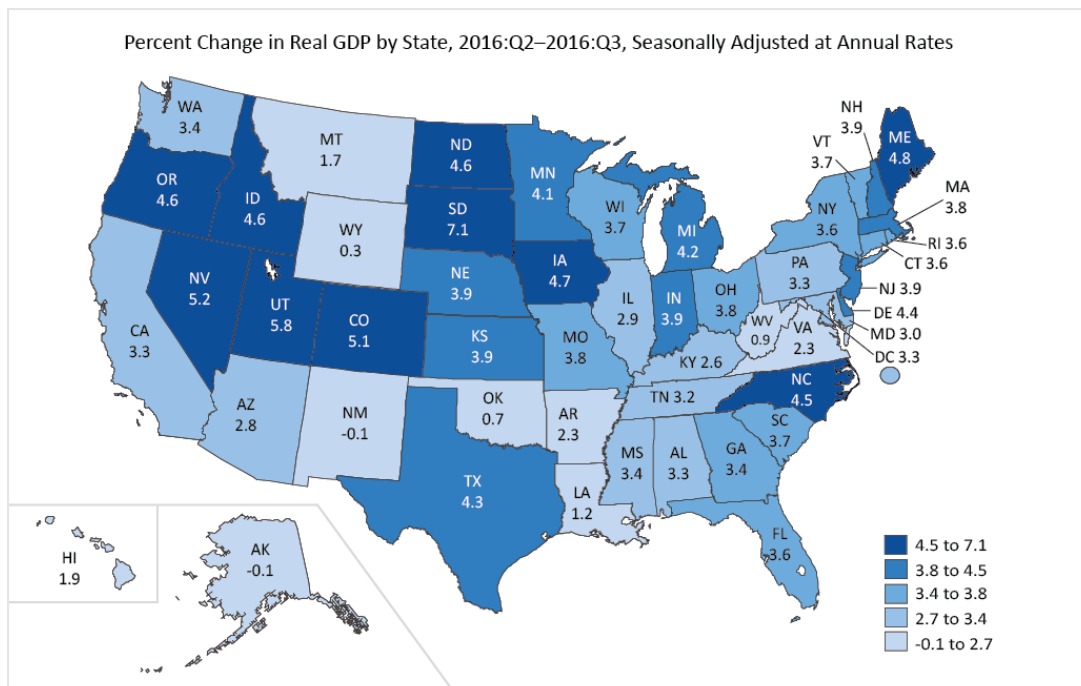 Percent Change in Real GDP by State, 2016:Q2–2016:Q3, Seasonally Adjusted at Annual Rates
WA
3.4
MT
1.7
ND
4.6
MN
4.1
NH
3.9
VT
3.7
ME
4.8
OR
4.6
ID
4.6
WY
0.3
SD
7.1
WI
3.7
MI
4.2
NY
3.6
MA
3.8
RI 3.6
CT 3.6
NV
5.2
UT
5.8
CO
5.1
NE
3.9
IA
4.7
IL
2.9
IN
3.9
OH
3.8
PA
3.3
NJ 3.9
DE 4.4
MD 3.0
DC 3.3
CA
3.3
KS
3.9
MO
3.8
KY 2.6
WV
0.9
VA
2.3
AZ
2.8
NM
-0.1
OK
0.7
AR
2.3
TN 3.2
NC
4.5
SC
3.7
TX
4.3
LA
1.2
MS
3.4
AL
3.3
GA
3.4
FL
3.6
HI
1.9
AK
-0.1
4.5 to 7.1
3.8 to 4.5
3.4 to 3.8
2.7 to 3.4
-0.1 to 2.7